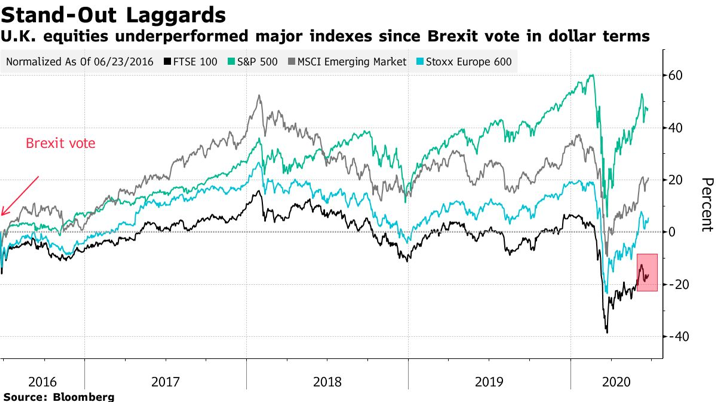 Stand-Out Laggards
U.K. equities underperformed major indexes since Brexit vote in dollar terms
Normalized As Of 06/23/2016 FTSE 100 S&P 500 MSCI Emerging Market Stoxx Europe 600
60
Brexit vote
40
20
0
-20
-40
Percent
2016 2017 2018 2019 2020
Source: Bloomberg